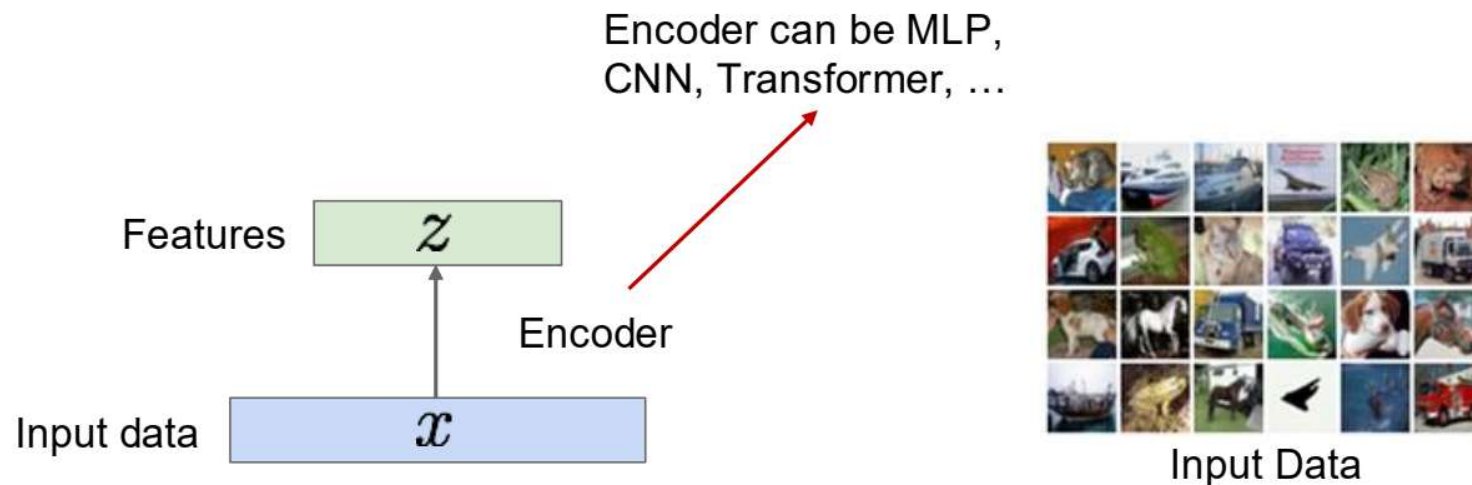 Encoder can be MLP,
CNN, Transformer, …
Features
z
Encoder
Input data
x
Input Data